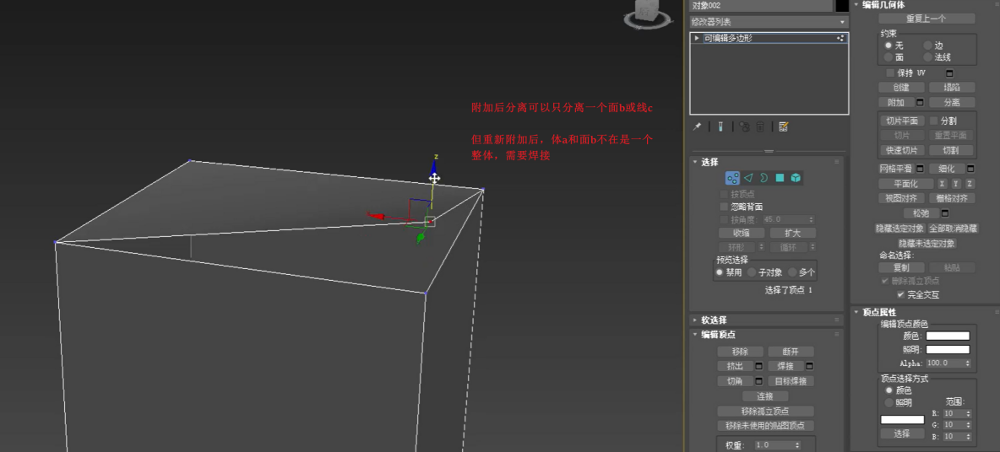 附加后分离可以只分离一个面b或线c
但重新附加后，体a和面b不在是一个
整体，需要焊接
z
对象002
修改器列表
可编辑多边形
选择
按顶点
忽略背面
按角度: 45.0
收缩 扩大
环形 循环
预览选择
禁用 子对象 多个
选择了顶点 1
软选择
编辑顶点
移除 断开
挤出 焊接
切角 目标焊接
连接
移除孤立顶点
移除未使用的贴图顶点
权重: 1.0
编辑几何体
重复上一个
约束
无 边
面 法线
保持 UV
创建 塌陷
附加 分离
切片平面 分割
切片 重置平面
快速切片 切割
网格平滑 细化
平面化 X Y Z
视图对齐 栅格对齐
松弛
隐藏选定对象 全部取消隐藏
隐藏未选定对象
命名选择:
复制 粘贴
删除孤立顶点
完全交互
顶点属性
编辑顶点颜色
颜色:
照明:
Alpha: 100.0
顶点选择方式
颜色
照明 范围:
R: 10
G: 10
选择 B: 10